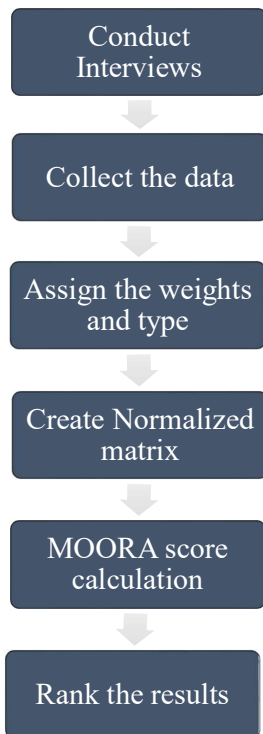 Conduct
Interviews
Collect the data
Assign the weights
and type
Create Normalized
matrix
MOORA score
calculation
Rank the results